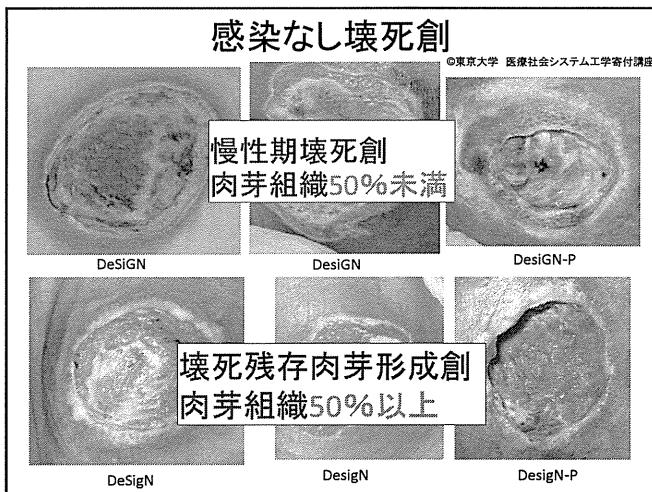 感染なし壊死創
©東京大学 医療社会システム工学寄付講座
慢性期壊死創
肉芽組織50%未満
DeSiGN
DesiGN
DesiGN-P
壊死残存肉芽形成創
肉芽組織50%以上
DeSigN
DesigN
DesigN-P